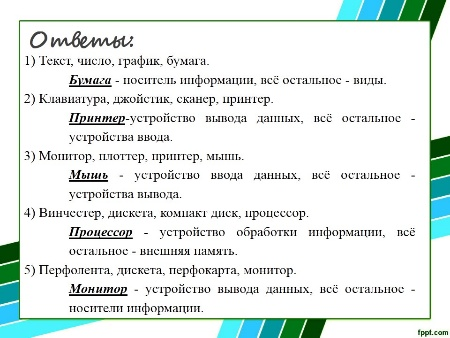 Ответы:
1) Текст, число, график, бумага.
Бумага - носитель информации, всё остальное - виды.
2) Клавиатура, джойстик, сканер, принтер.
Принтер-устройство вывода данных, всё остальное -
устройства ввода.
3) Монитор, плоттер, принтер, мышь.
Мышь - устройство ввода данных, всё остальное -
устройства вывода.
4) Винчестер, дискета, компакт диск, процессор.
Процессор - устройство обработки информации, всё
остальное - внешняя память.
5) Перфолента, дискета, перфокарта, монитор.
Монитор - устройство вывода данных, всё остальное -
носители информации.
fppt.com